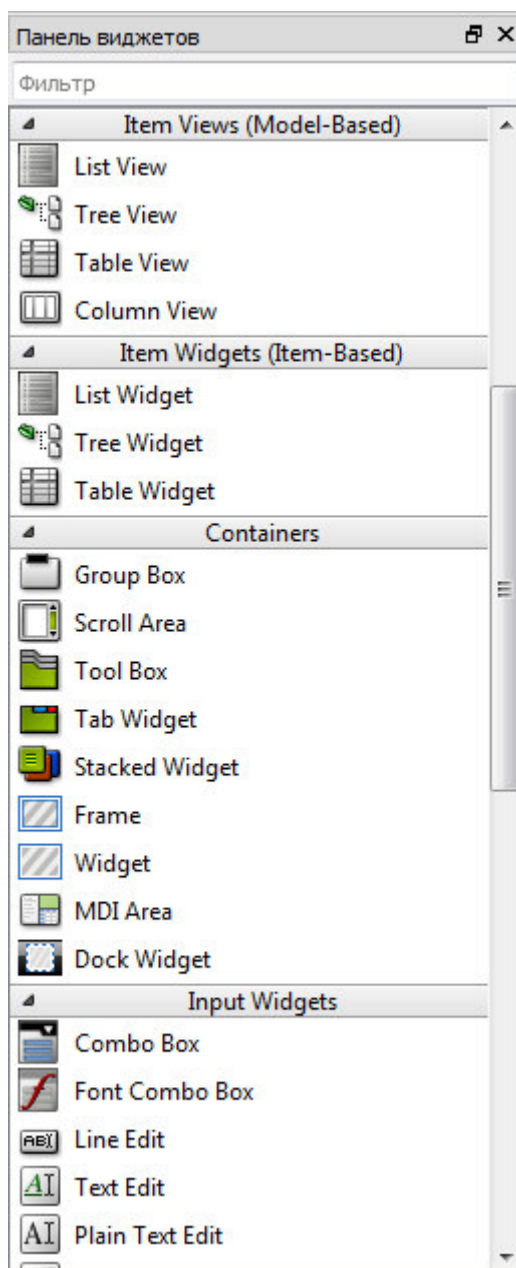 Панель виджетов
Фильтр
Item Views (Model-Based)
List View
Tree View
Table View
Column View
Item Widgets (Item-Based)
List Widget
Tree Widget
Table Widget
Containers
Group Box
Scroll Area
Tool Box
Tab Widget
Stacked Widget
Frame
Widget
MDI Area
Dock Widget
Input Widgets
Combo Box
Font Combo Box
Line Edit
Text Edit
Plain Text Edit